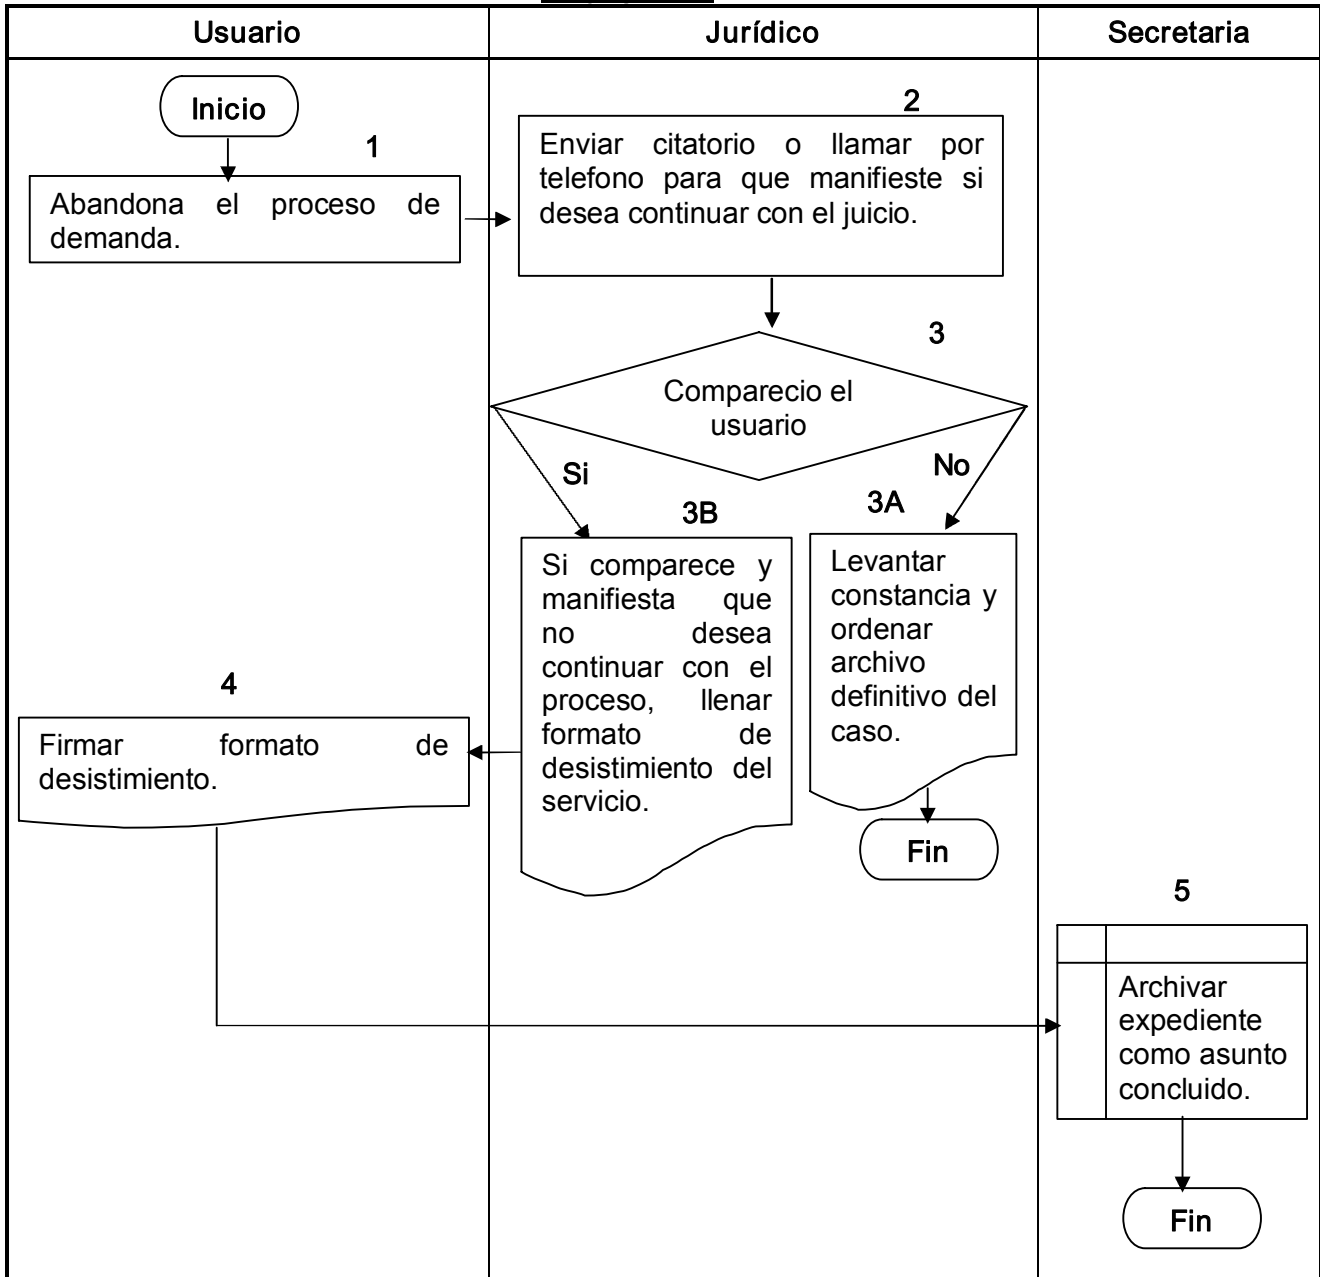 Usuario
Jurídico
Secretaria
Inicio
1
Abandona el proceso de
demanda.
2
Enviar citatorio o llamar por
telefono para que manifieste si
desea continuar con el juicio.
3
Comparecio el
usuario
Si
No
3B
Si comparece y
manifiesta que
no desea
continuar con el
proceso, llenar
formato de
desistimiento del
servicio.
3A
Levantar
constancia y
ordenar
archivo
definitivo del
caso.
Fin
4
Firmar formato de
desistimiento.
5
Archivar
expediente
como asunto
concluido.
Fin